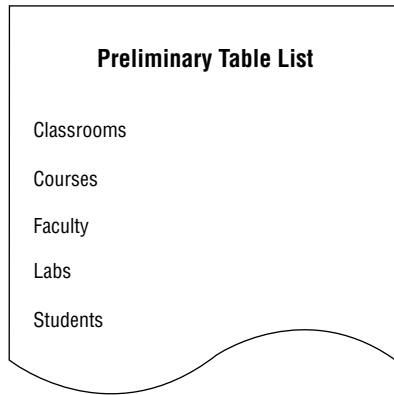 Preliminary Table List
Classrooms
Courses
Faculty
Labs
Students